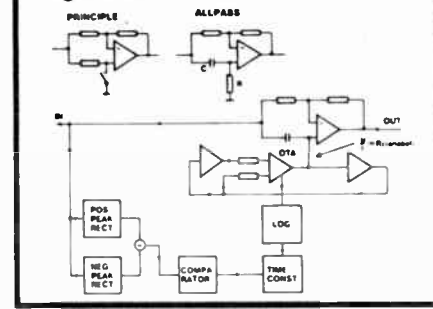 PRINCIPLE
ALLPASS
C
R
IN
OUT
OTA
POS
PEAK
RECT
LOG
NEG
PEAK
RECT
COMPA
RATOR
TIME
CONST